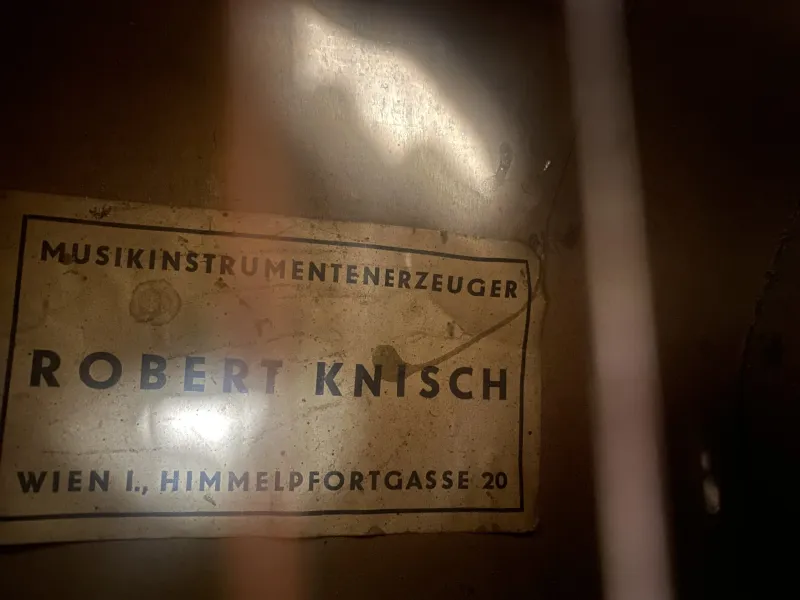 MUSIKINSTRUMENTENERZEUGER
ROBERT KNISCH
WIEN I., HIMMELPFORTGASSE 20